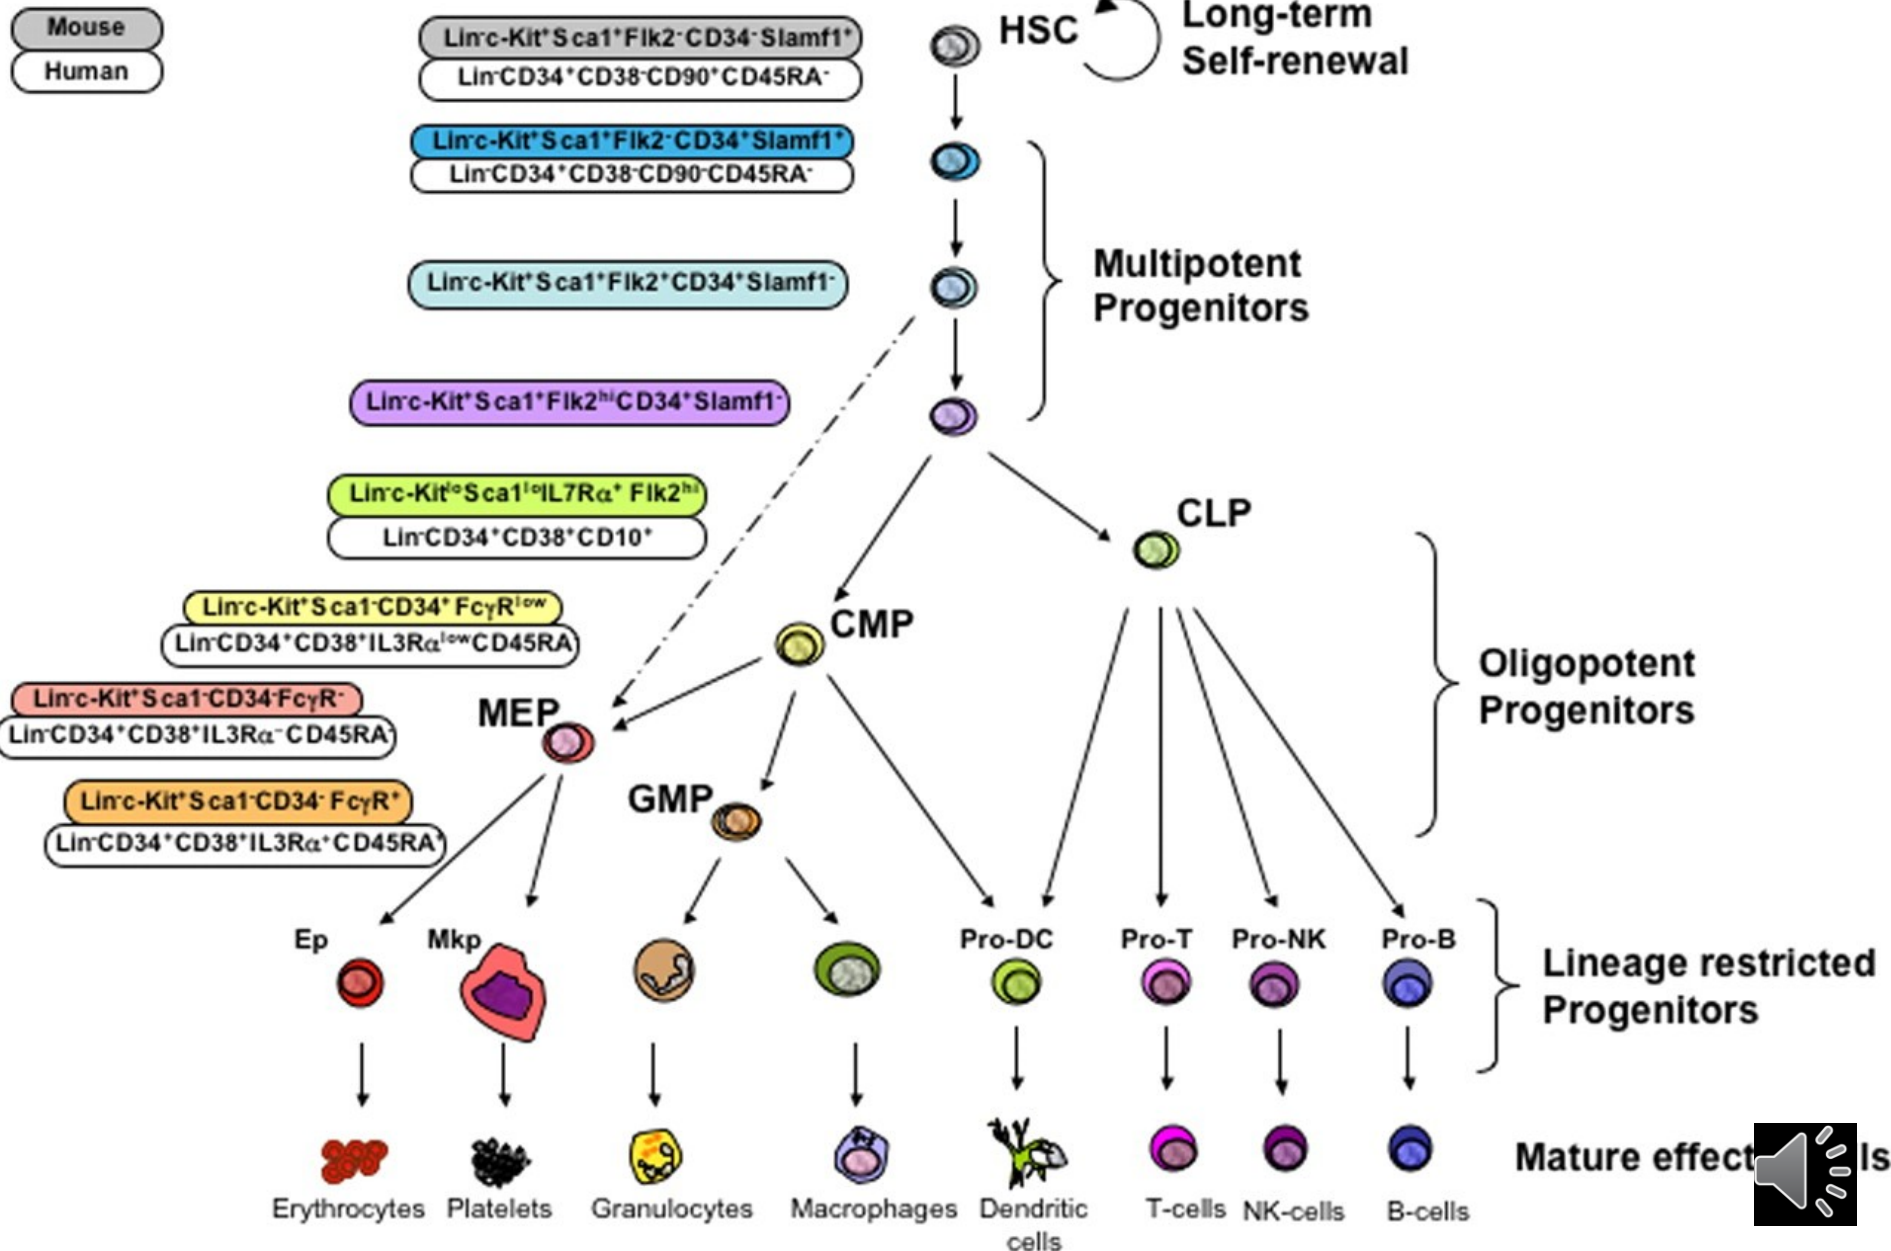 Mouse
Human
Lin⁻c-Kit⁺Sca1⁺Flk2⁻CD34⁻Slamf1⁺
Lin⁻CD34⁺CD38⁻CD90⁺CD45RA⁻
HSC
Long-term
Self-renewal
Lin⁻c-Kit⁺Sca1⁺Flk2⁻CD34⁺Slamf1⁺
Lin⁻CD34⁺CD38⁻CD90⁻CD45RA⁻
Lin⁻c-Kit⁺Sca1⁺Flk2⁺CD34⁺Slamf1⁻
Multipotent
Progenitors
Lin⁻c-Kit⁺Sca1⁺Flk2ʰⁱCD34⁺Slamf1⁻
Lin⁻c-KitˡᵒSca1ˡᵒIL7Rα⁺ Flk2ʰⁱ
Lin⁻CD34⁺CD38⁺CD10⁺
CLP
Lin⁻c-Kit⁺Sca1⁻CD34⁺ FcγRˡᵒʷ
Lin⁻CD34⁺CD38⁺IL3RαˡᵒʷCD45RA⁻
CMP
Oligopotent
Progenitors
Lin⁻c-Kit⁺Sca1⁻CD34⁻FcγR⁻
Lin⁻CD34⁺CD38⁺IL3Rα⁻CD45RA⁻
MEP
Lin⁻c-Kit⁺Sca1⁻CD34⁻ FcγR⁺
Lin⁻CD34⁺CD38⁺IL3Rα⁺CD45RA⁺
GMP
Ep
Mkp
Pro-DC
Pro-T
Pro-NK
Pro-B
Lineage restricted
Progenitors
Mature
Erythrocytes
Platelets
Granulocytes
Macrophages
Dendritic
cells
T-cells
NK-cells
B-cells